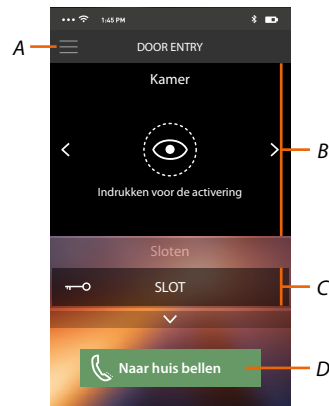 1:45 PM
A
DOOR ENTRY
Kamer
B
Indrukken voor de activering
Sloten
SLOT
C
Naar huis bellen
D